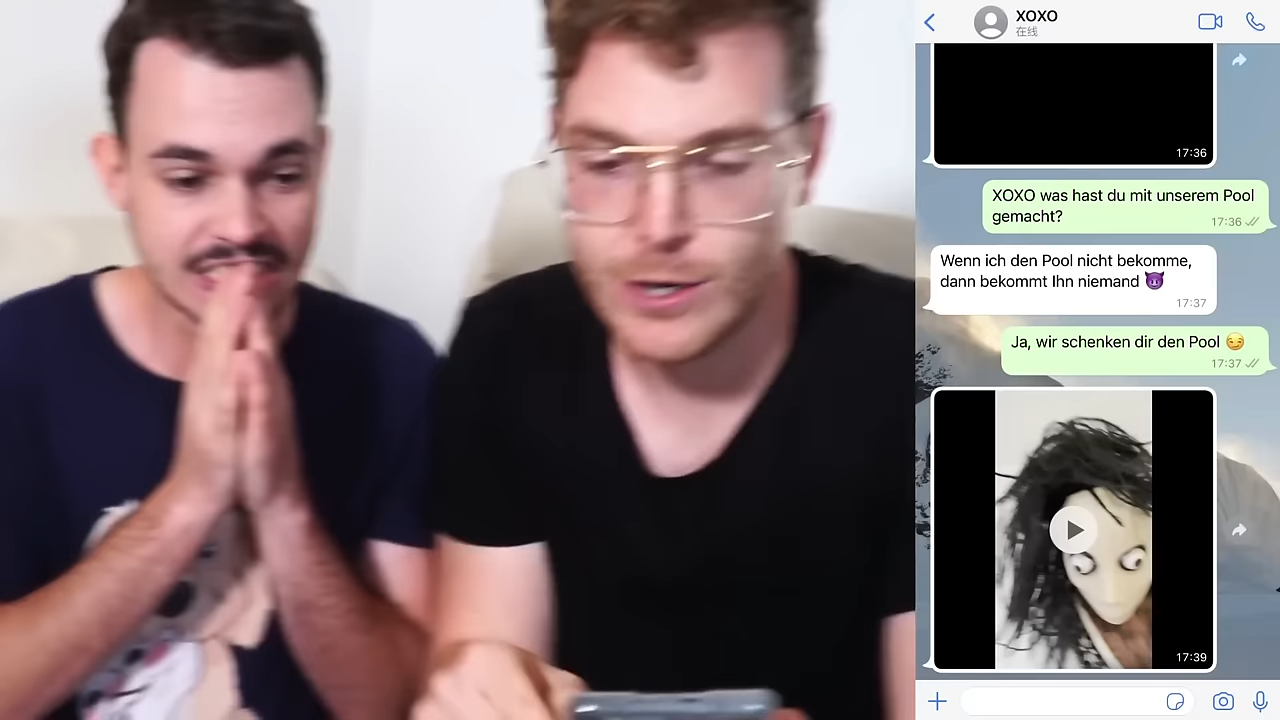 XOXO
在线
17:36
XOXO was hast du mit unserem Pool
gemacht?
17:36
Wenn ich den Pool nicht bekomme,
dann bekommt Ihn niemand 😈
17:37
Ja, wir schenken dir den Pool 😏
17:37
17:39